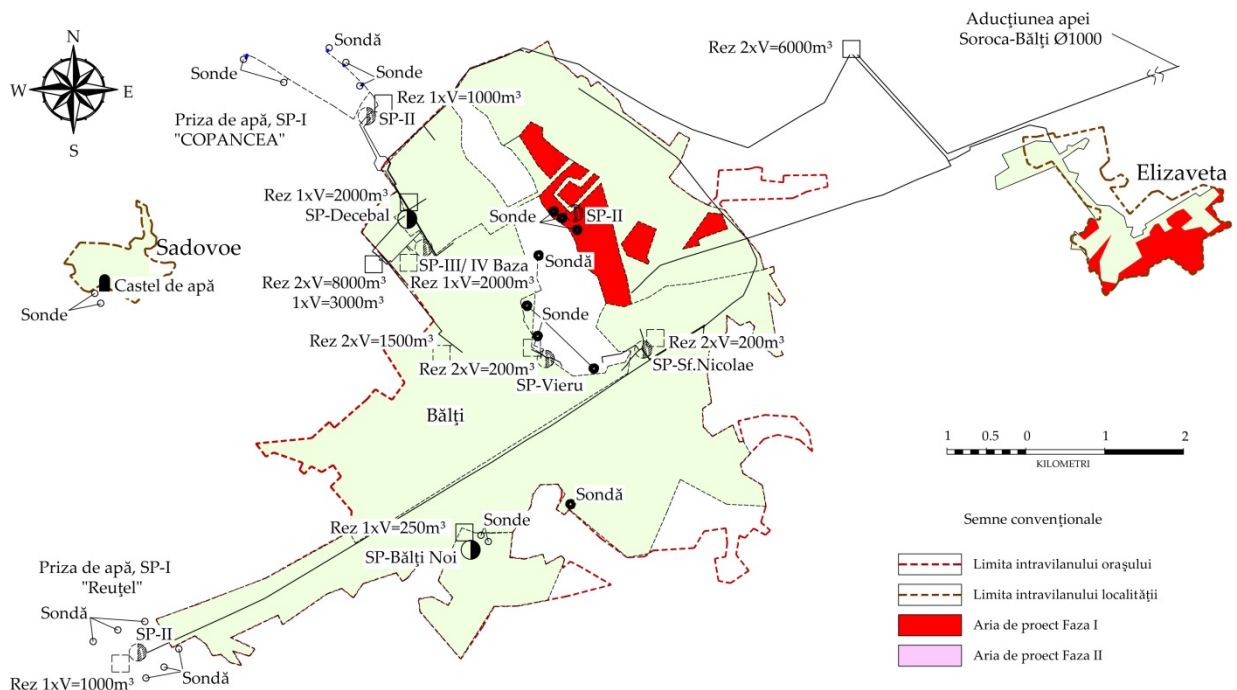 N
W
E
S
Sondă
Sonde
Sonde
Rez 1xV=1000m³
SP-II
Priza de apă, SP-I
"COPANCEA"
Rez 2xV=6000m³
Aducțiunea apei
Soroca-Bălți Ø1000
Elizaveta
Rez 1xV=2000m³
SP-Decebal
Sonde
SP-II
Sadovoe
Castel de apă
Sonde
SP-III/ IV Baza
Rez 1xV=2000m³
Sondă
Rez 2xV=8000m³
1xV=3000m³
Sonde
Rez 2xV=1500m³
Rez 2xV=200m³
Rez 2xV=200m³
SP-Sf.Nicolae
SP-Vieru
Bălţi
1 0.5 0 1 2
KILOMETRI
Sondă
Rez 1xV=250m³
Sonde
SP-Bălţi Noi
Semne convenționale
Limita intravilanului orașului
Limita intravilanului localității
Aria de proect Faza I
Aria de proect Faza II
Priza de apă, SP-I
"Reuțel"
Sondă
SP-II
Sondă
Rez 1xV=1000m³